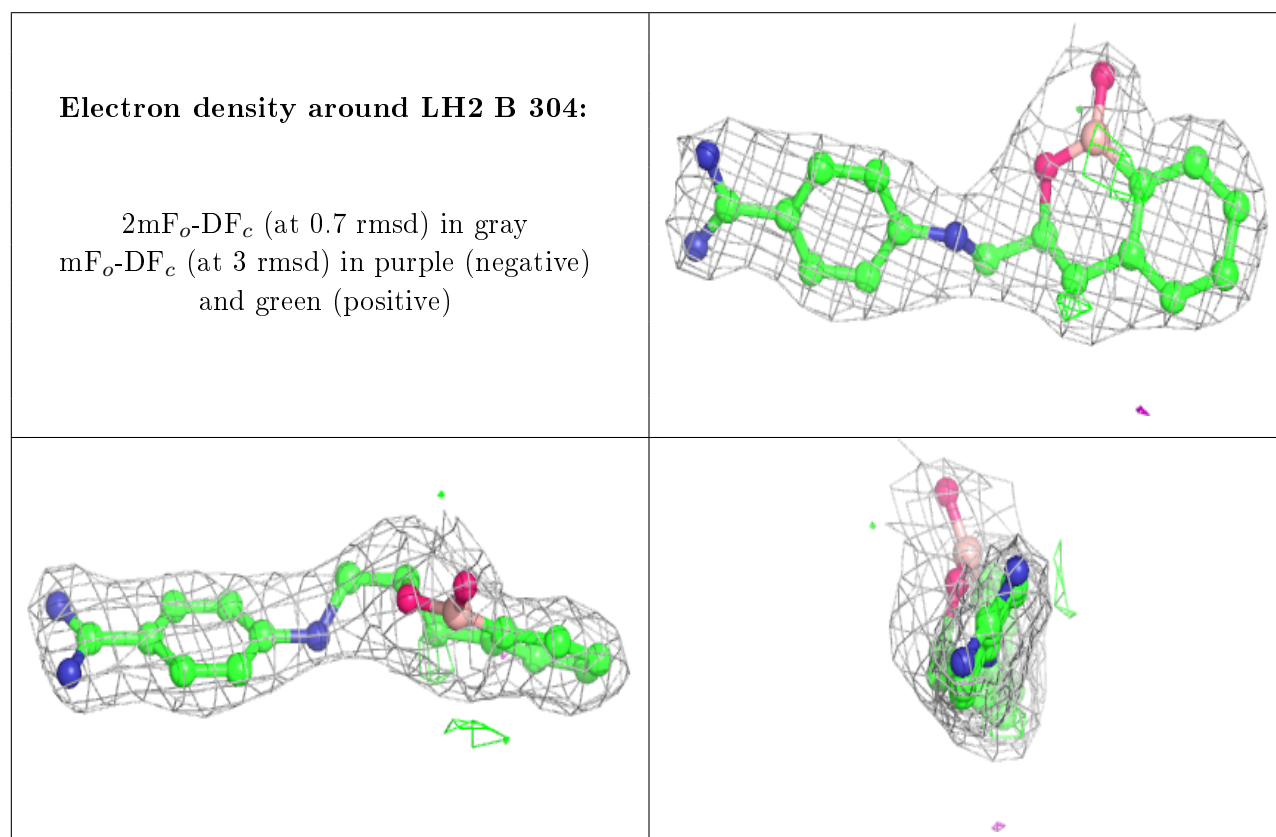 Electron density around LH2 B 304:
2mFo-DFc (at 0.7 rmsd) in gray
mFo-DFc (at 3 rmsd) in purple (negative)
and green (positive)